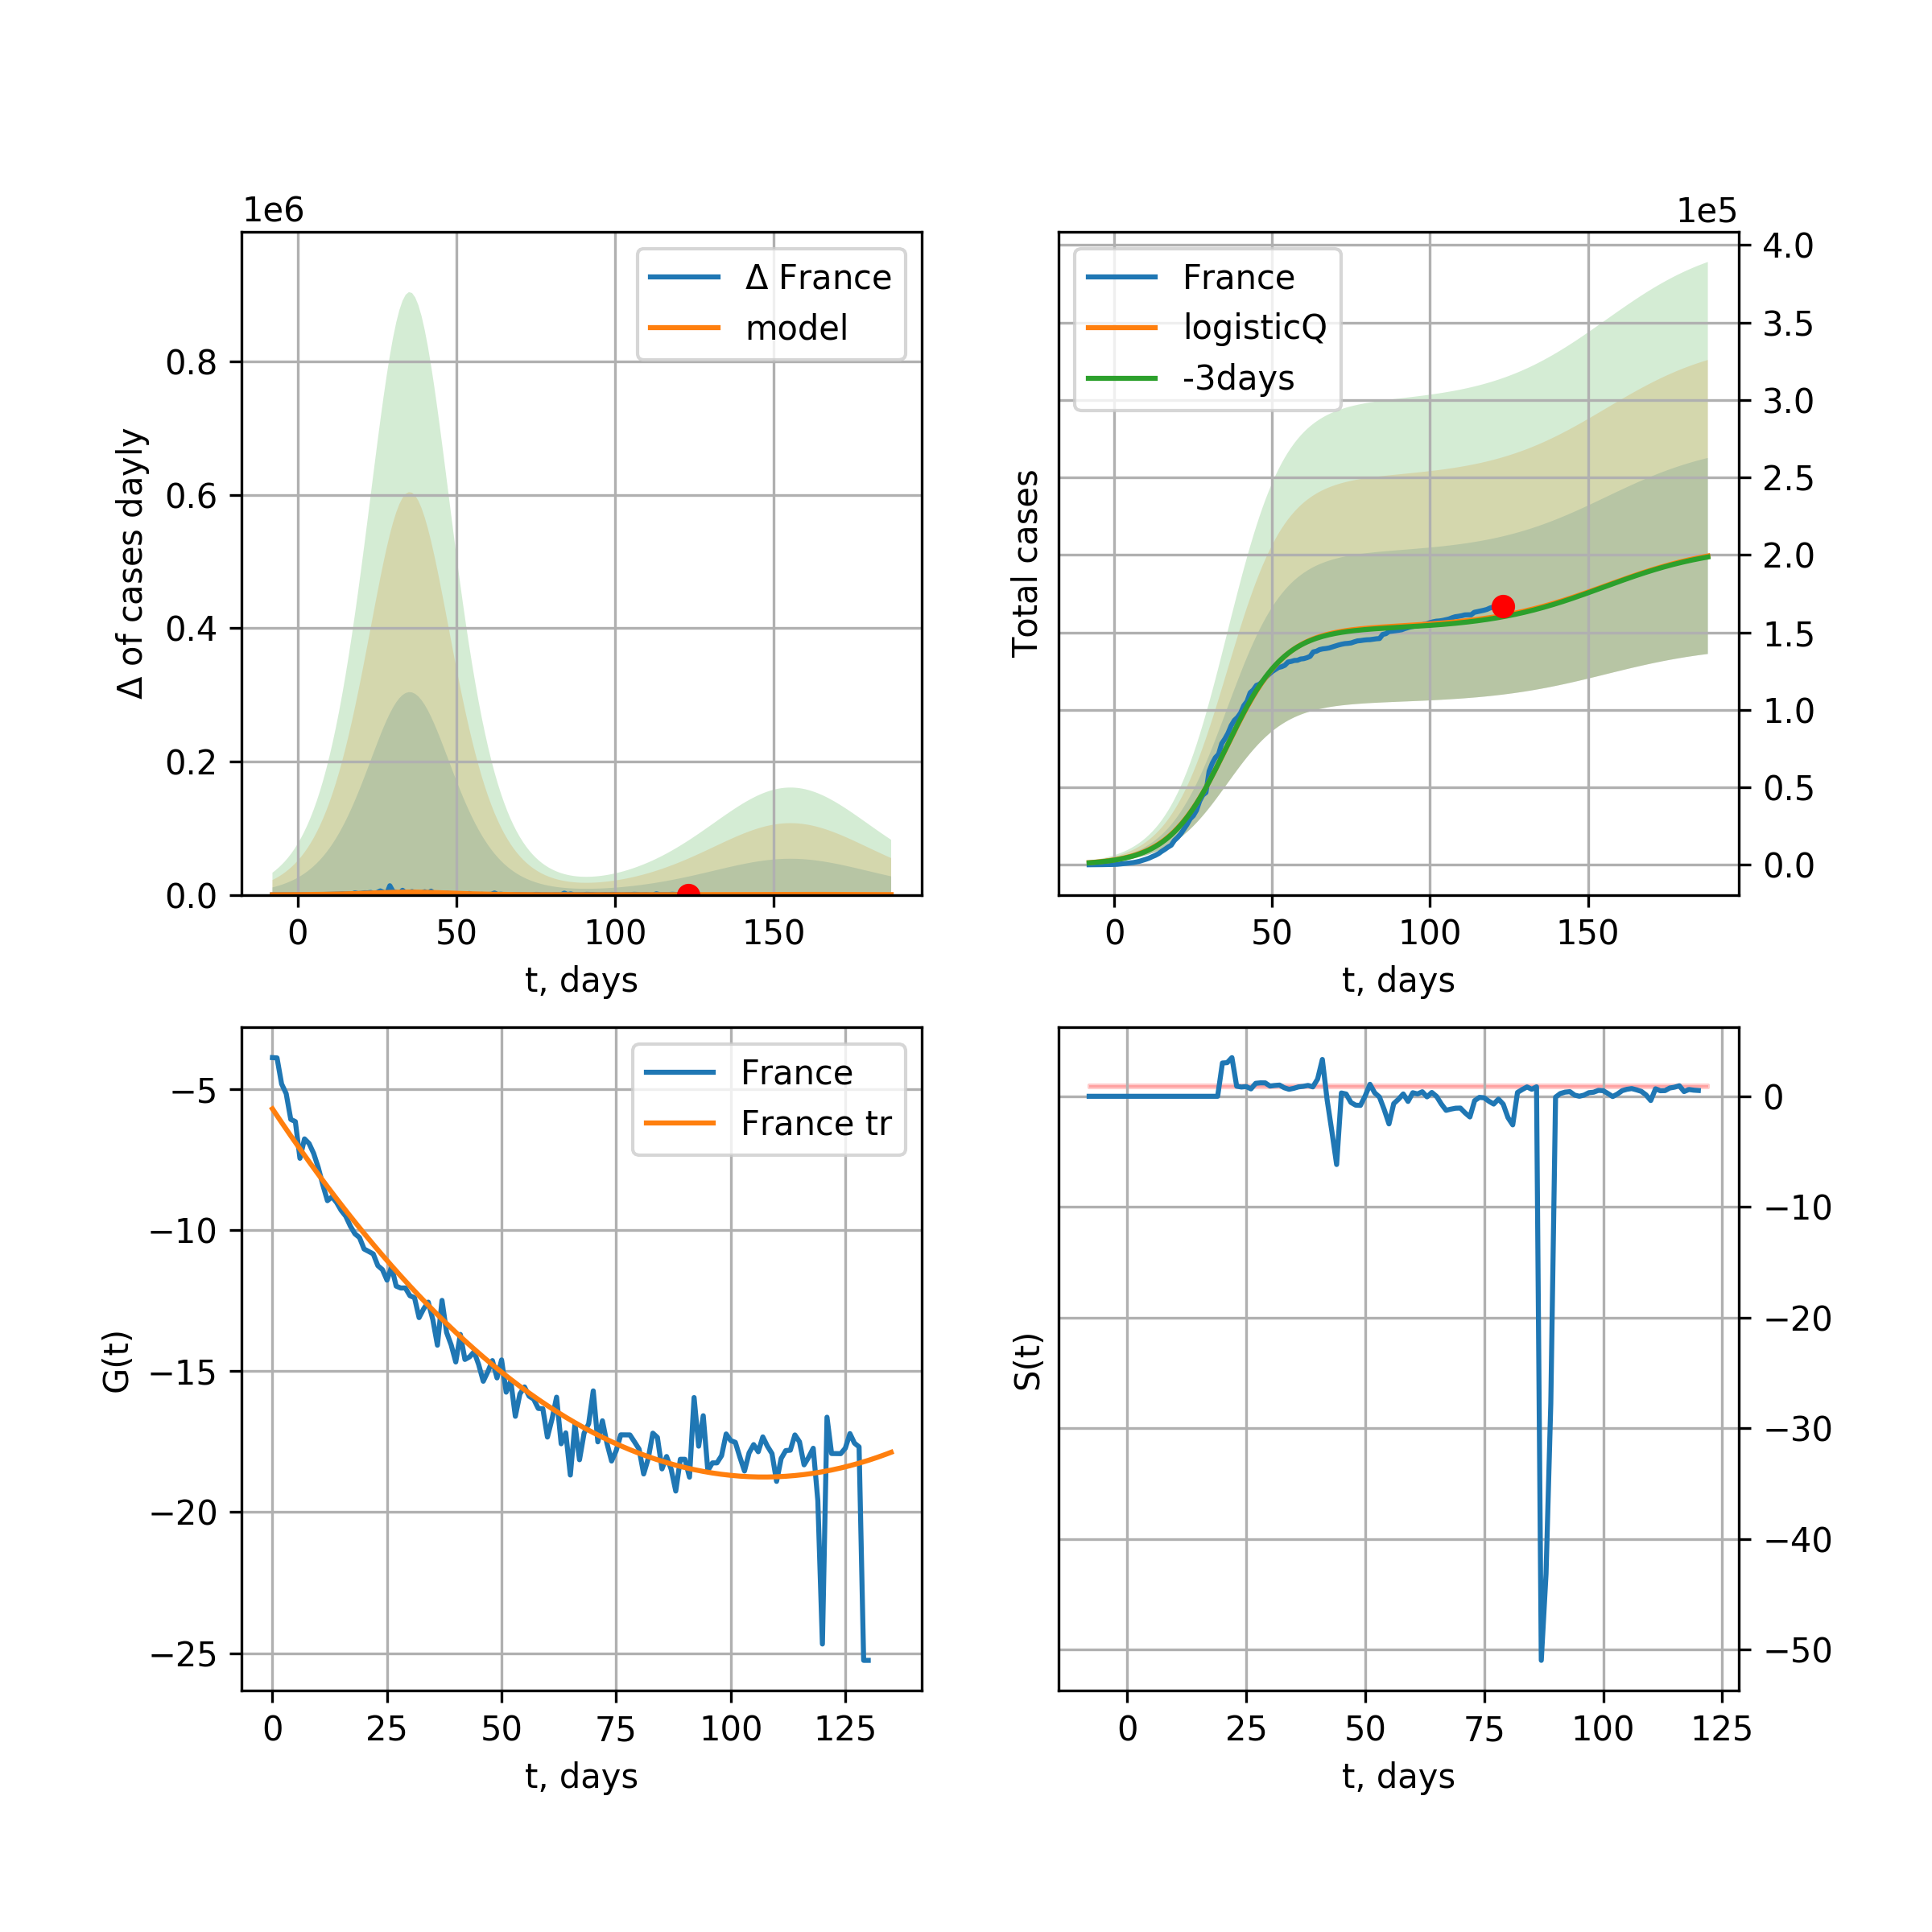 1e6
Δ of cases dayly
0.8
0.6
0.4
0.2
0.0
Δ France
model
0
50
100
150
t, days
1e5
Total cases
France
logisticQ
-3days
4.0
3.5
3.0
2.5
2.0
1.5
1.0
0.5
0.0
0
50
100
150
t, days
G(t)
−5
−10
−15
−20
−25
France
France tr
0
25
50
75
100
125
t, days
S(t)
0
−10
−20
−30
−40
−50
0
25
50
75
100
125
t, days